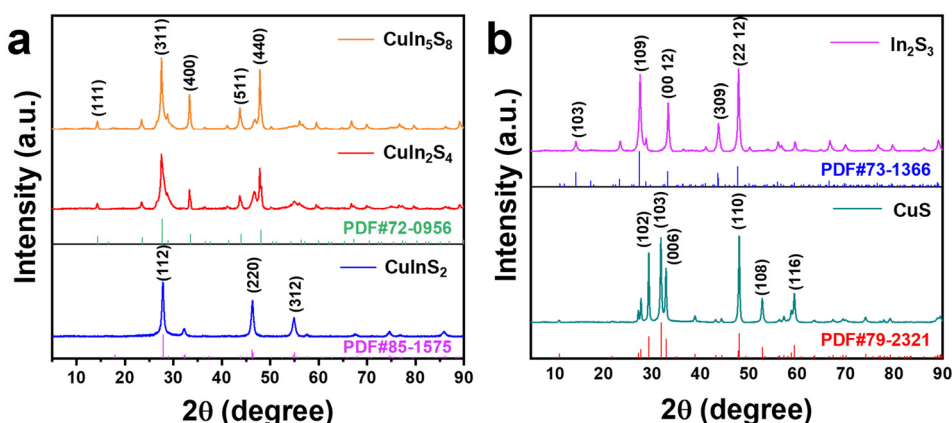 a
Intensity (a.u.)
CuIn₅S₈
(111)
(311)
(400)
(511)
(440)
CuIn₂S₄
PDF#72-0956
CuInS₂
(112)
(220)
(312)
PDF#85-1575
10 20 30 40 50 60 70 80 90
2θ (degree)
b
Intensity (a.u.)
In₂S₃
(103)
(109)
(00 12)
(309)
(22 12)
PDF#73-1366
CuS
(102)
(103)
(006)
(110)
(108)
(116)
PDF#79-2321
10 20 30 40 50 60 70 80 90
2θ (degree)